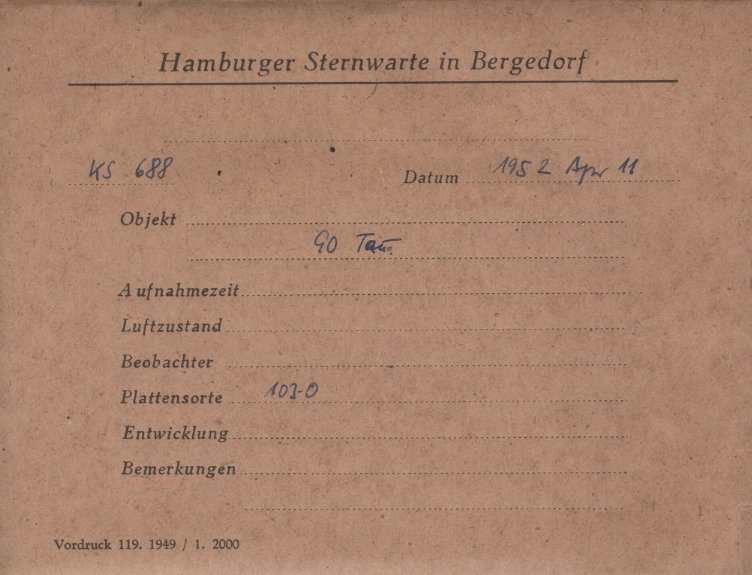 Hamburger Sternwarte in Bergedorf
KS 688 Datum 1952 Apr 11
Objekt
GO Tau.
Aufnahmezeit
Luftzustand
Beobachter
Plattensorte 103-O
Entwicklung
Bemerkungen
Vordruck 119. 1949 / 1. 2000